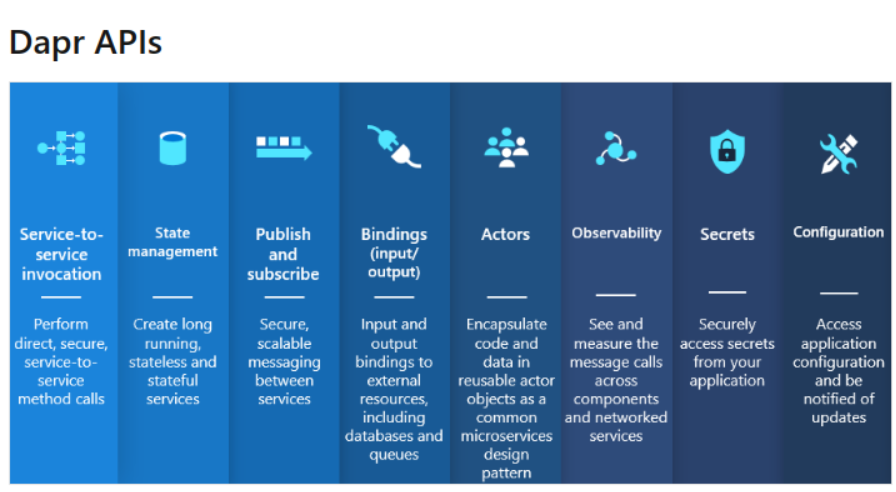 Dapr APIs
Service-to-
service
invocation
Perform
direct, secure,
service-to-
service
method calls
State
management
Create long
running,
stateless and
stateful
services
Publish
and
subscribe
Secure,
scalable
messaging
between
services
Bindings
(input/
output)
Input and
output
bindings to
external
resources,
including
databases and
queues
Actors
Encapsulate
code and
data in
reusable actor
objects as a
common
microservices
design
pattern
Observability
See and
measure the
message calls
across
components
and networked
services
Secrets
Securely
access secrets
from your
application
Configuration
Access
application
configuration
and be
notified of
updates